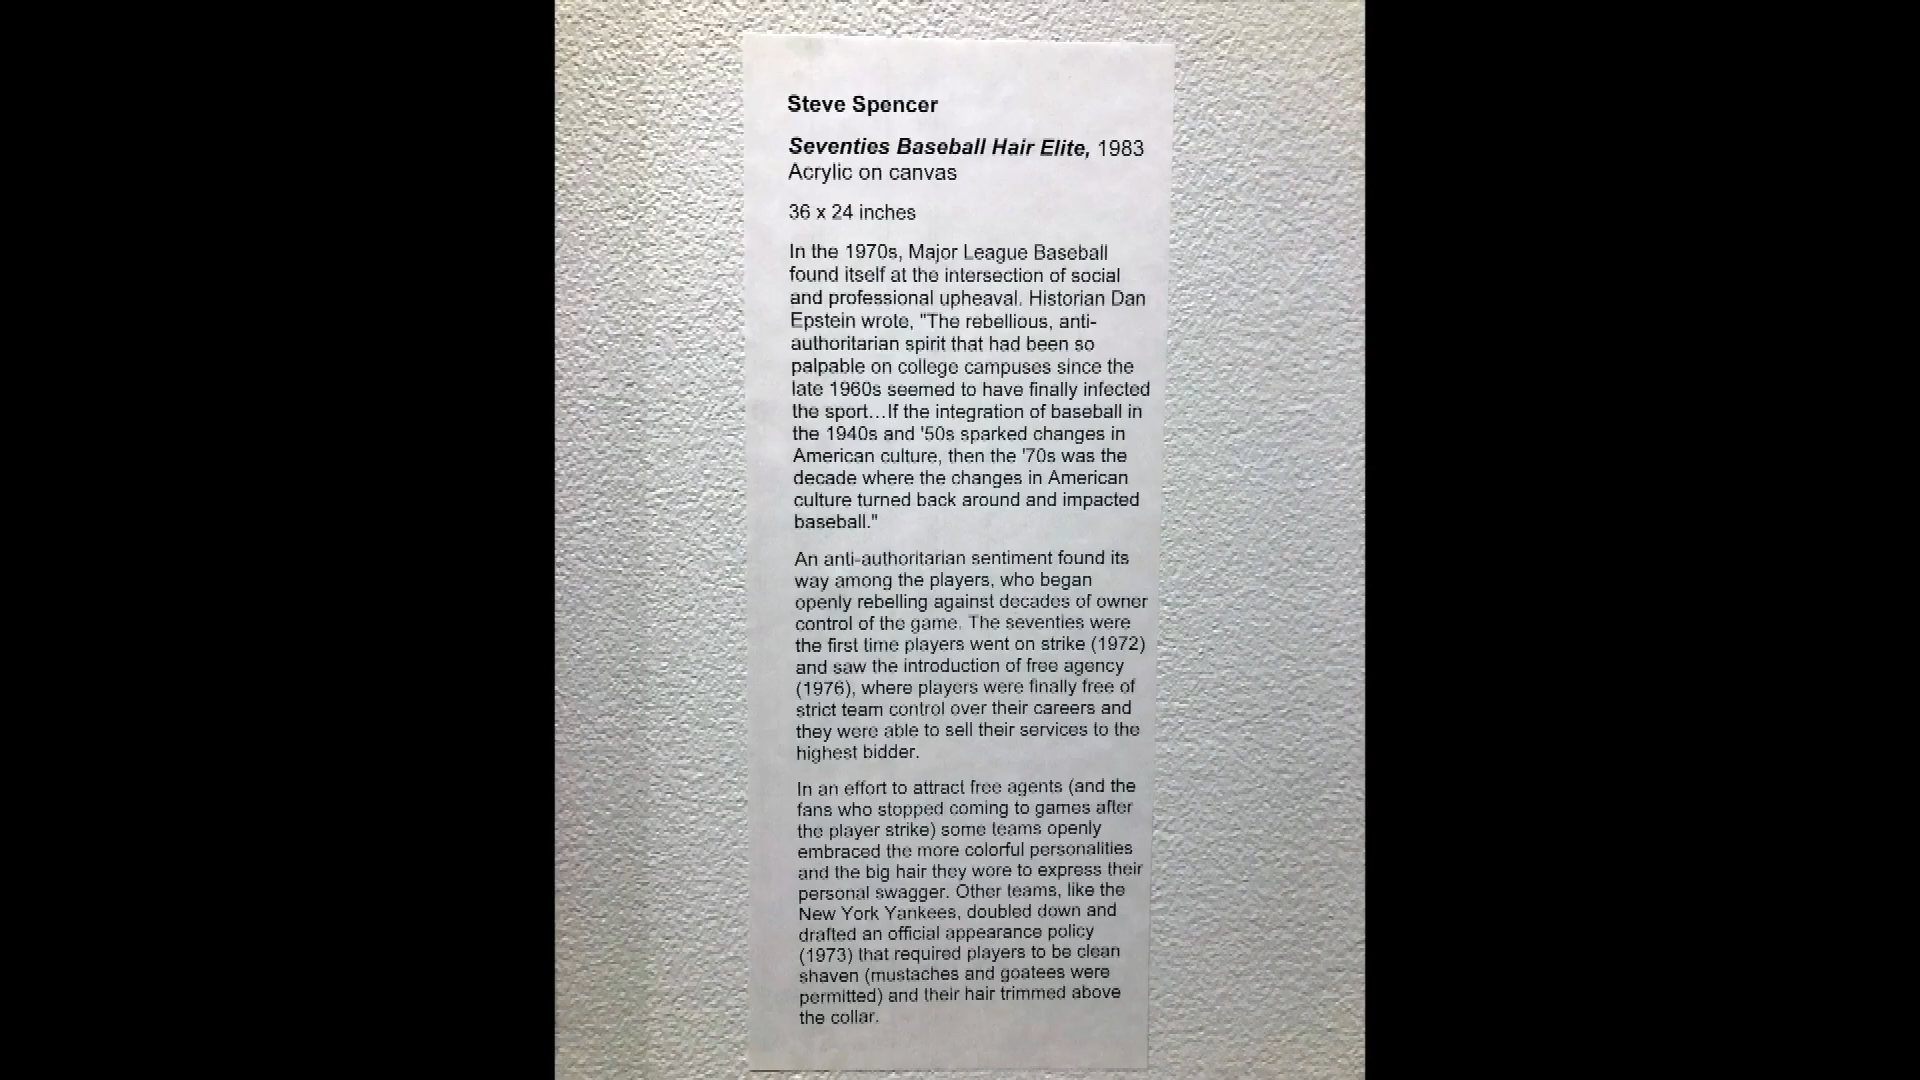 Steve Spencer
Seventies Baseball Hair Elite, 1983
Acrylic on canvas
36 x 24 inches
In the 1970s, Major League Baseball
found itself at the intersection of social
and professional upheaval. Historian Dan
Epstein wrote, "The rebellious, anti-
authoritarian spirit that had been so
palpable on college campuses since the
late 1960s seemed to have finally infected
the sport...If the integration of baseball in
the 1940s and '50s sparked changes in
American culture, then the '70s was the
decade where the changes in American
culture turned back around and impacted
baseball."
An anti-authoritarian sentiment found its
way among the players, who began
openly rebelling against decades of owner
control of the game. The seventies were
the first time players went on strike (1972)
and saw the introduction of free agency
(1976), where players were finally free of
strict team control over their careers and
they were able to sell their services to the
highest bidder.
In an effort to attract free agents (and the
fans who stopped coming to games after
the player strike) some teams openly
embraced the more colorful personalities
and the big hair they wore to express their
personal swagger. Other teams, like the
New York Yankees, doubled down and
drafted an official appearance policy
(1973) that required players to be clean
shaven (mustaches and goatees were
permitted) and their hair trimmed above
the collar.